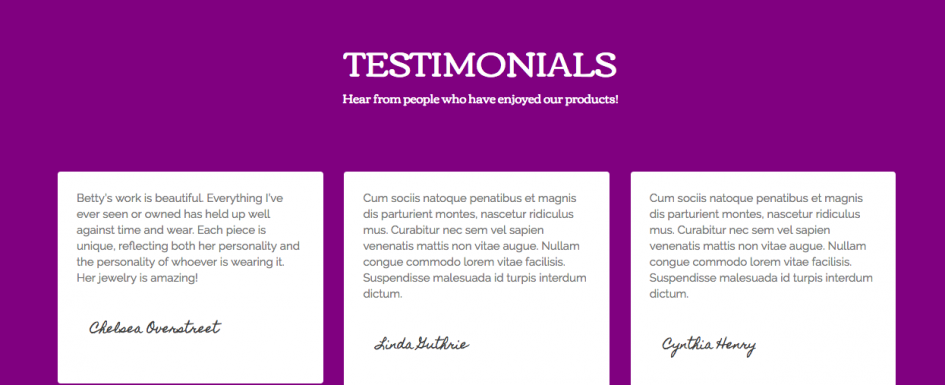 TESTIMONIALS
Hear from people who have enjoyed our products!
Betty's work is beautiful. Everything I've
ever seen or owned has held up well
against time and wear. Each piece is
unique, reflecting both her personality and
the personality of whoever is wearing it.
Her jewelry is amazing!
Chelsea Overstreet
Cum sociis natoque penatibus et magnis
dis parturient montes, nascetur ridiculus
mus. Curabitur nec sem vel sapien
venenatis mattis non vitae augue. Nullam
congue commodo lorem vitae facilisis.
Suspendisse malesuada id turpis interdum
dictum.
Linda Guthrie
Cum sociis natoque penatibus et magnis
dis parturient montes, nascetur ridiculus
mus. Curabitur nec sem vel sapien
venenatis mattis non vitae augue. Nullam
congue commodo lorem vitae facilisis.
Suspendisse malesuada id turpis interdum
dictum.
Cynthia Henry